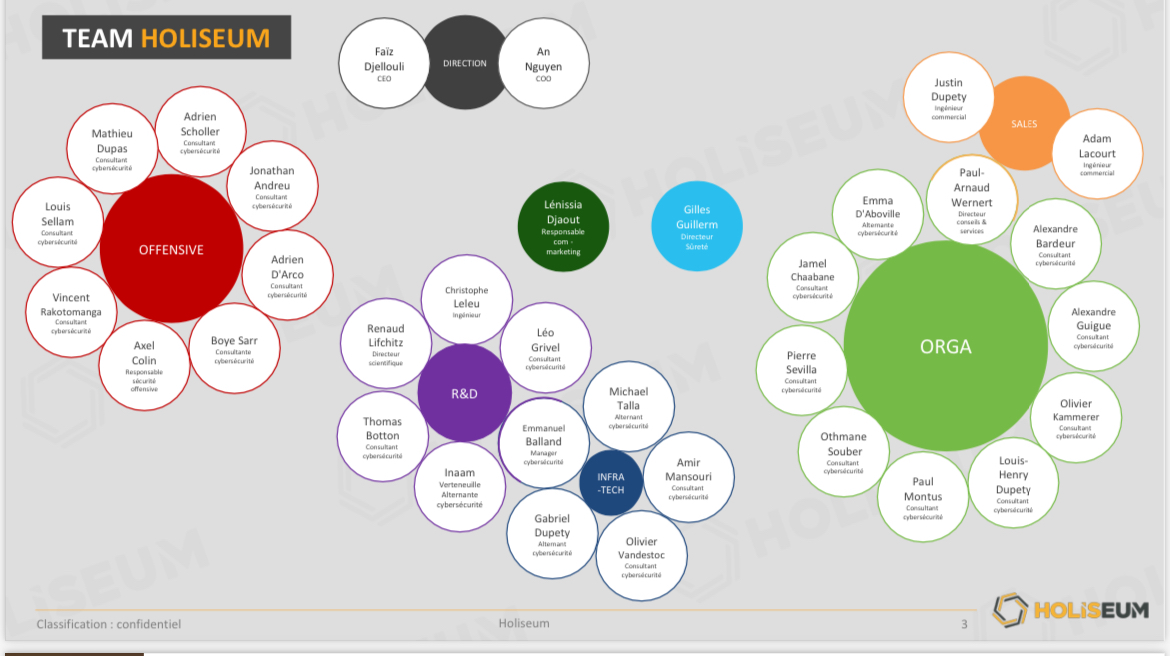 TEAM HOLISEUM
Faïz
Djellouli
CEO
DIRECTION
An
Nguyen
COO
Mathieu
Dupas
Consultant
cybersécurité
Adrien
Scholler
Consultant
cybersécurité
Jonathan
Andreu
Consultant
cybersécurité
Louis
Sellam
Consultant
cybersécurité
OFFENSIVE
Adrien
D'Arco
Consultant
cybersécurité
Vincent
Rakotomanga
Consultant
cybersécurité
Axel
Colin
Responsable
sécurité
offensive
Boye Sarr
Consultante
cybersécurité
Lénissia
Djaout
Responsable
com -
marketing
Gilles
Guillerm
Directeur
Sûreté
Christophe
Leleu
Ingénieur
Renaud
Lifchitz
Directeur
scientifique
Léo
Grivel
Consultant
cybersécurité
R&D
Thomas
Botton
Consultant
cybersécurité
Emmanuel
Balland
Manager
cybersécurité
Inaam
Verteneuille
Alternante
cybersécurité
Michael
Talla
Alternant
cybersécurité
INFRA
-TECH
Amir
Mansouri
Consultant
cybersécurité
Gabriel
Dupety
Alternant
cybersécurité
Olivier
Vandestoc
Consultant
cybersécurité
Justin
Dupety
Ingénieur
commercial
SALES
Adam
Lacourt
Ingénieur
commercial
Paul-
Arnaud
Wernert
Directeur
conseils &
services
Emma
D'Aboville
Alternante
cybersécurité
Alexandre
Bardeur
Consultant
cybersécurité
Jamel
Chaabane
Consultant
cybersécurité
Alexandre
Guigue
Consultant
cybersécurité
ORGA
Pierre
Sevilla
Consultant
cybersécurité
Olivier
Kammerer
Consultant
cybersécurité
Othmane
Souber
Consultant
cybersécurité
Louis-
Henry
Dupety
Consultant
cybersécurité
Paul
Montus
Consultant
cybersécurité
Classification : confidentiel
Holiseum
3
HOLiSEUM